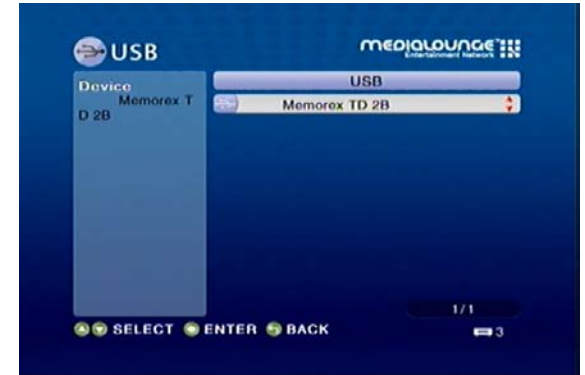 USB
MEDIALOUNGE
Entertainment Network
Device
Memorex T
D 2B
USB
Memorex TD 2B
1/1
SELECT ENTER BACK
3